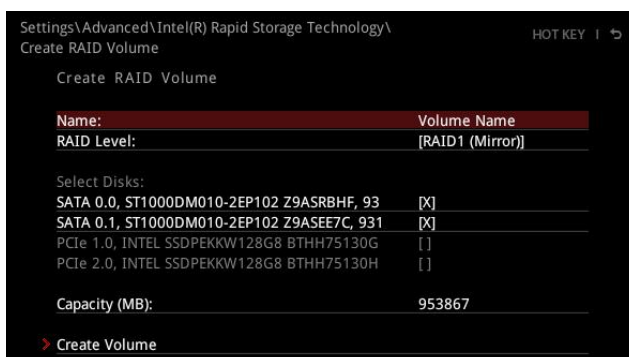 Settings\Advanced\Intel(R) Rapid Storage Technology\
Create RAID Volume
HOT KEY |
Create RAID Volume
Name: Volume Name
RAID Level: [RAID1 (Mirror)]
Select Disks:
SATA 0.0, ST1000DM010-2EP102 Z9ASRBHF, 93 [X]
SATA 0.1, ST1000DM010-2EP102 Z9ASEE7C, 931 [X]
PCIe 1.0, INTEL SSDPEKKW128G8 BTHH75130G [ ]
PCIe 2.0, INTEL SSDPEKKW128G8 BTHH75130H [ ]
Capacity (MB): 953867
Create Volume